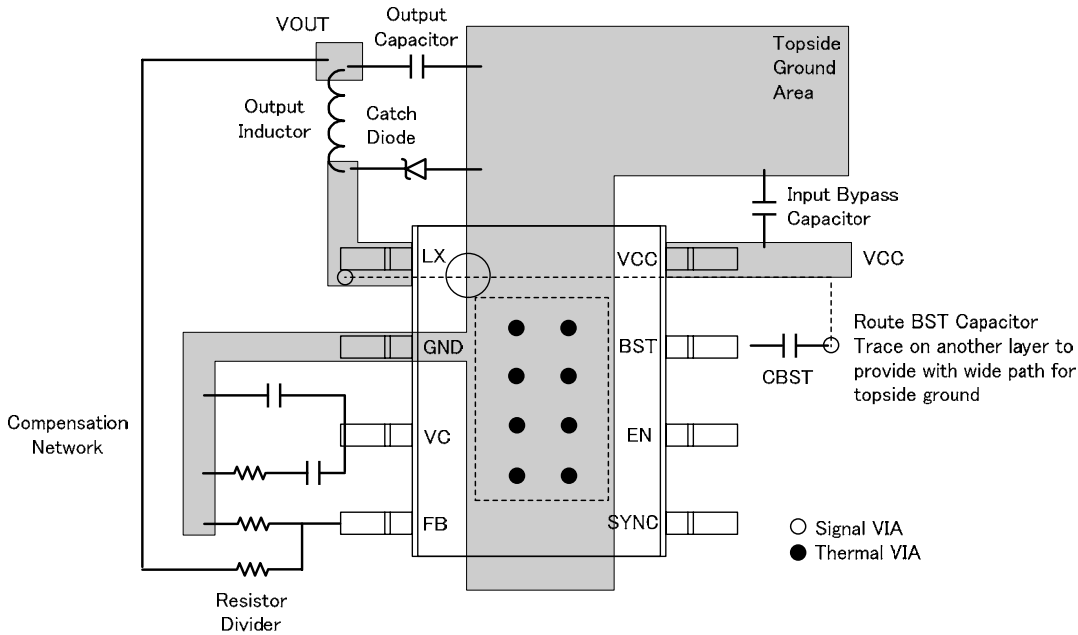 VOUT
Output
Capacitor
Topside
Ground
Area
Output
Inductor
Catch
Diode
Input Bypass
Capacitor
LX
VCC
VCC
GND
BST
CBST
Route BST Capacitor
Trace on another layer to
provide with wide path for
topside ground
Compensation
Network
VC
EN
FB
SYNC
Signal VIA
Thermal VIA
Resistor
Divider